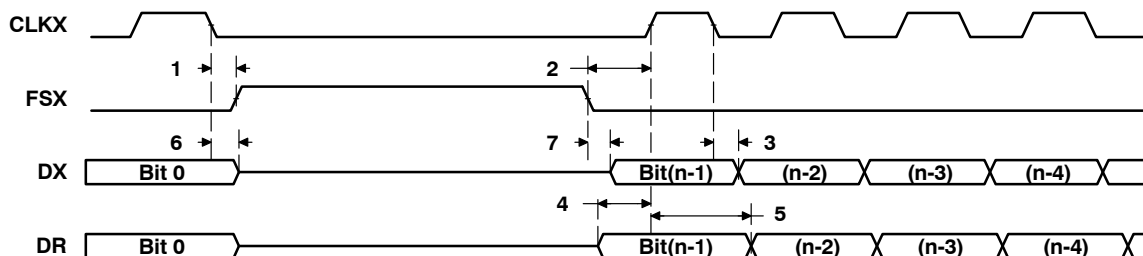 CLKX
1 2
FSX
6 7 3
DX Bit 0 Bit(n-1) (n-2) (n-3) (n-4)
4 5
DR Bit 0 Bit(n-1) (n-2) (n-3) (n-4)